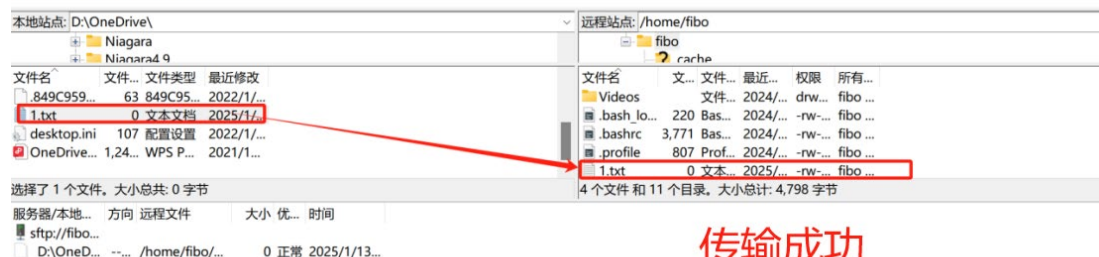 本地站点: D:\OneDrive\
Niagara
Niagara4.9
文件名 文件... 文件类型 最近修改
.849C959... 63 849C95... 2022/1/...
1.txt 0 文本文档 2025/1/...
desktop.ini 107 配置设置 2022/1/...
OneDrive... 1,24... WPS P... 2021/1...
选择了 1 个文件。大小总共: 0 字节
远程站点: /home/fibo
fibo
cache
文件名 文... 文件... 最近... 权限 所有...
Videos 文件... 2024/... drw... fibo ...
.bash_lo... 220 Bas... 2024/... -rw-... fibo ...
.bashrc 3,771 Bas... 2024/... -rw-... fibo ...
.profile 807 Prof... 2024/... -rw-... fibo ...
1.txt 0 文本... 2025/... -rw-... fibo ...
4 个文件 和 11 个目录。大小总计: 4,798 字节
服务器/本地... 方向 远程文件 大小 优... 时间
sftp://fibo...
D:\OneD... --... /home/fibo/... 0 正常 2025/1/13...
传输成功